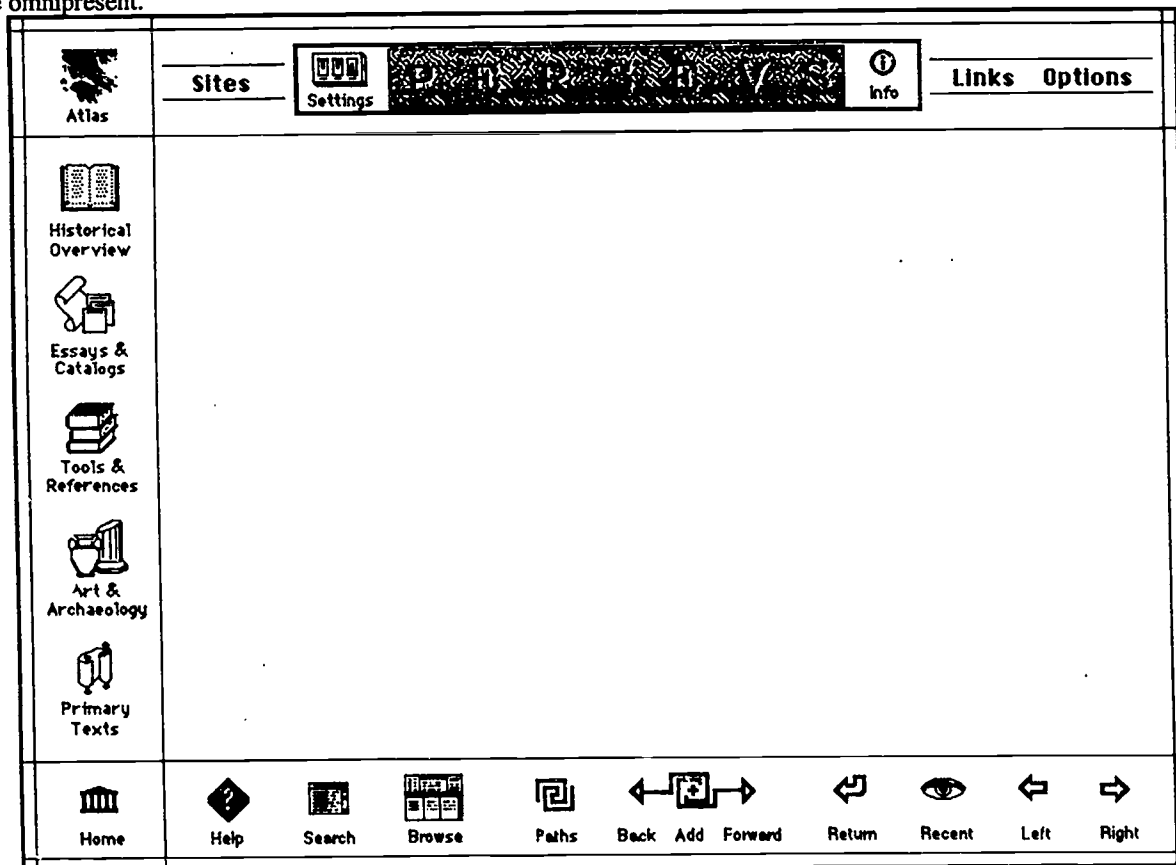 omnipresent.
Atlas
Sites
Settings
Info
Links Options
Historical
Overview
Essays &
Catalogs
Tools &
References
Art &
Archaeology
Primary
Texts
Home
Help
Search
Browse
Paths
Back
Add
Forward
Return
Recent
Left
Right